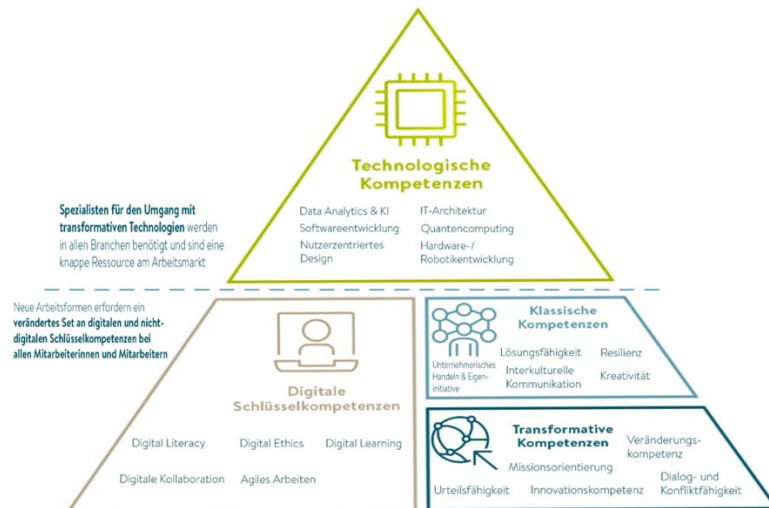 Technologische
Kompetenzen
Data Analytics & KI
IT-Architektur
Softwareentwicklung
Quantencomputing
Nutzerzentriertes
Design
Hardware-/
Robotikentwicklung
Spezialisten für den Umgang mit
transformativen Technologien werden
in allen Branchen benötigt und sind eine
knappe Ressource am Arbeitsmarkt
Neue Arbeitsformen erfordern ein
verändertes Set an digitalen und nicht-
digitalen Schlüsselkompetenzen bei
allen Mitarbeiterinnen und Mitarbeitern
Digitale
Schlüsselkompetenzen
Digital Literacy
Digital Ethics
Digital Learning
Digitale Kollaboration
Agiles Arbeiten
Klassische
Kompetenzen
Unternehmerisches
Handeln & Eigen-
initiative
Lösungsfähigkeit
Resilienz
Interkulturelle
Kommunikation
Kreativität
Transformative
Kompetenzen
Veränderungs-
kompetenz
Missionsorientierung
Urteilsfähigkeit
Innovationskompetenz
Dialog- und
Konfliktfähigkeit